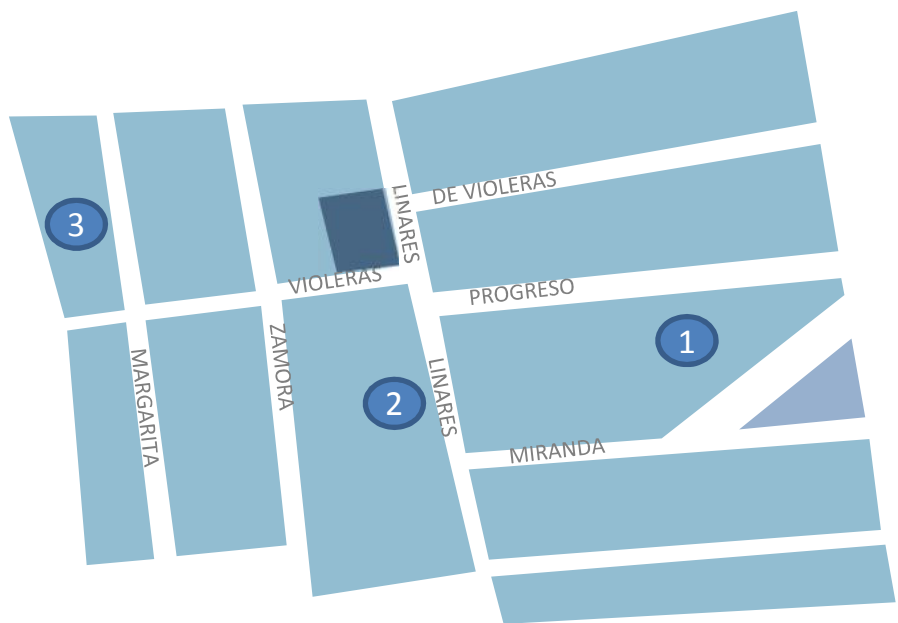 DE VIOLERAS
LINARES
3
VIOLERAS
PROGRESO
1
ZAMORA
MARGARITA
LINARES
2
MIRANDA